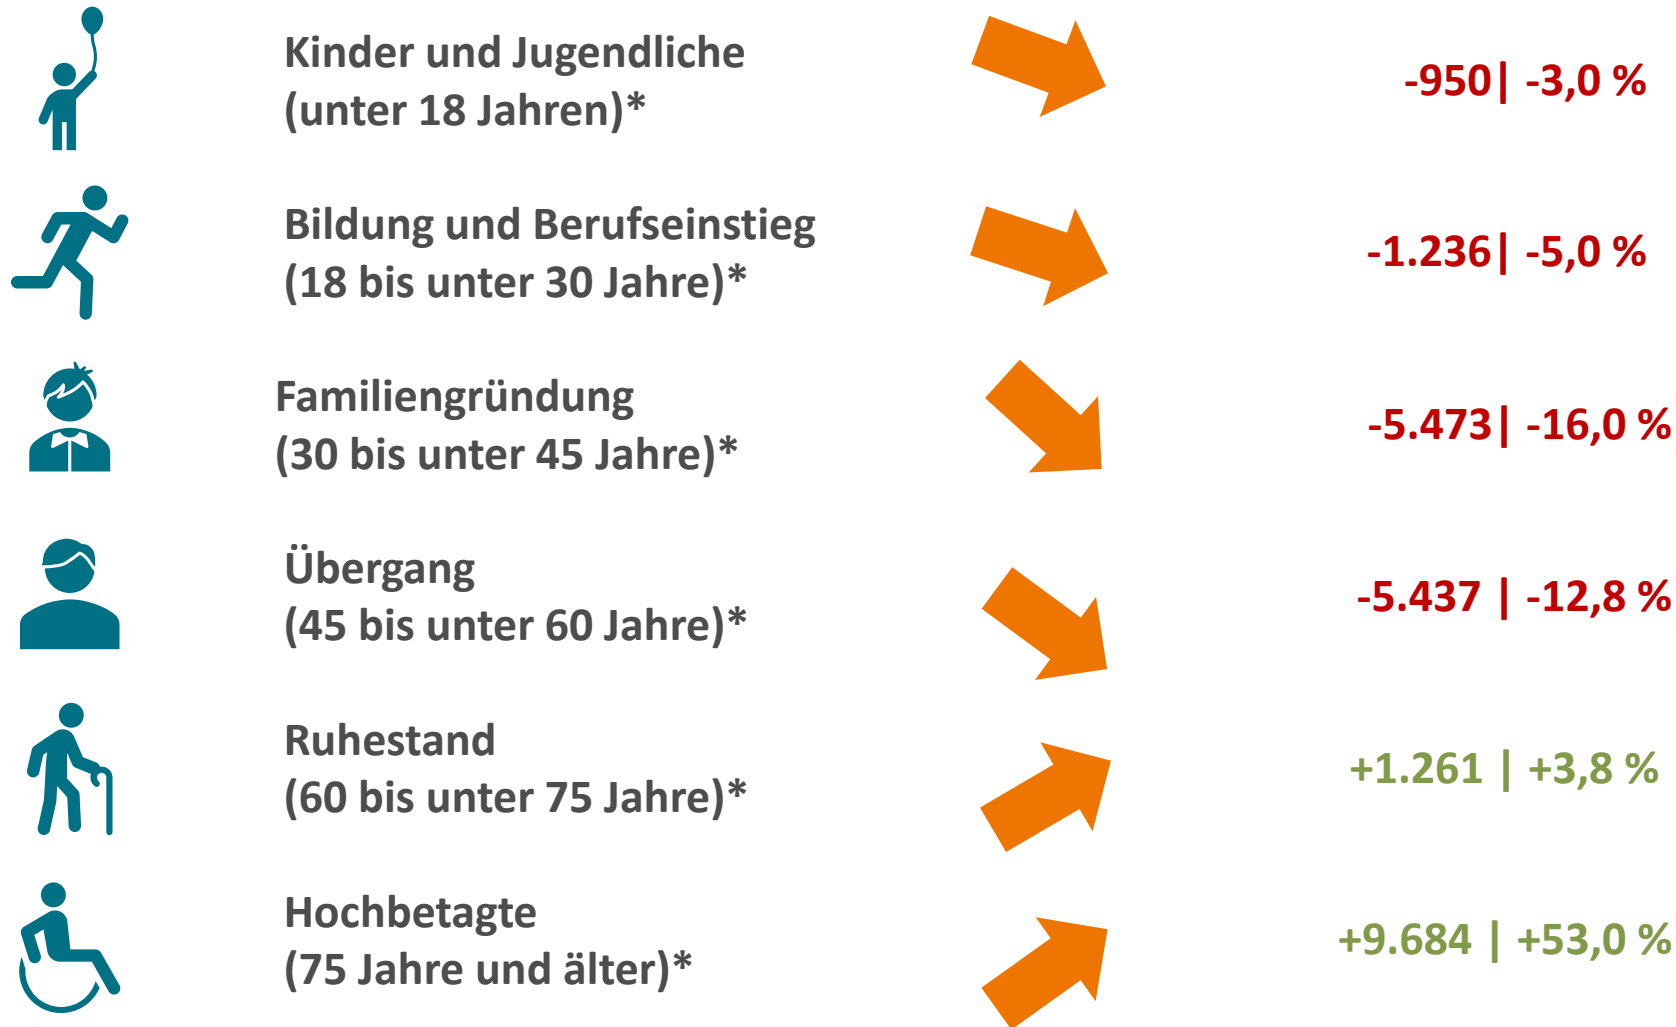 Kinder und Jugendliche
(unter 18 Jahren)*
-950| -3,0 %
Bildung und Berufseinstieg
(18 bis unter 30 Jahre)*
-1.236| -5,0 %
Familiengründung
(30 bis unter 45 Jahre)*
-5.473| -16,0 %
Übergang
(45 bis unter 60 Jahre)*
-5.437 | -12,8 %
Ruhestand
(60 bis unter 75 Jahre)*
+1.261 | +3,8 %
Hochbetagte
(75 Jahre und älter)*
+9.684 | +53,0 %